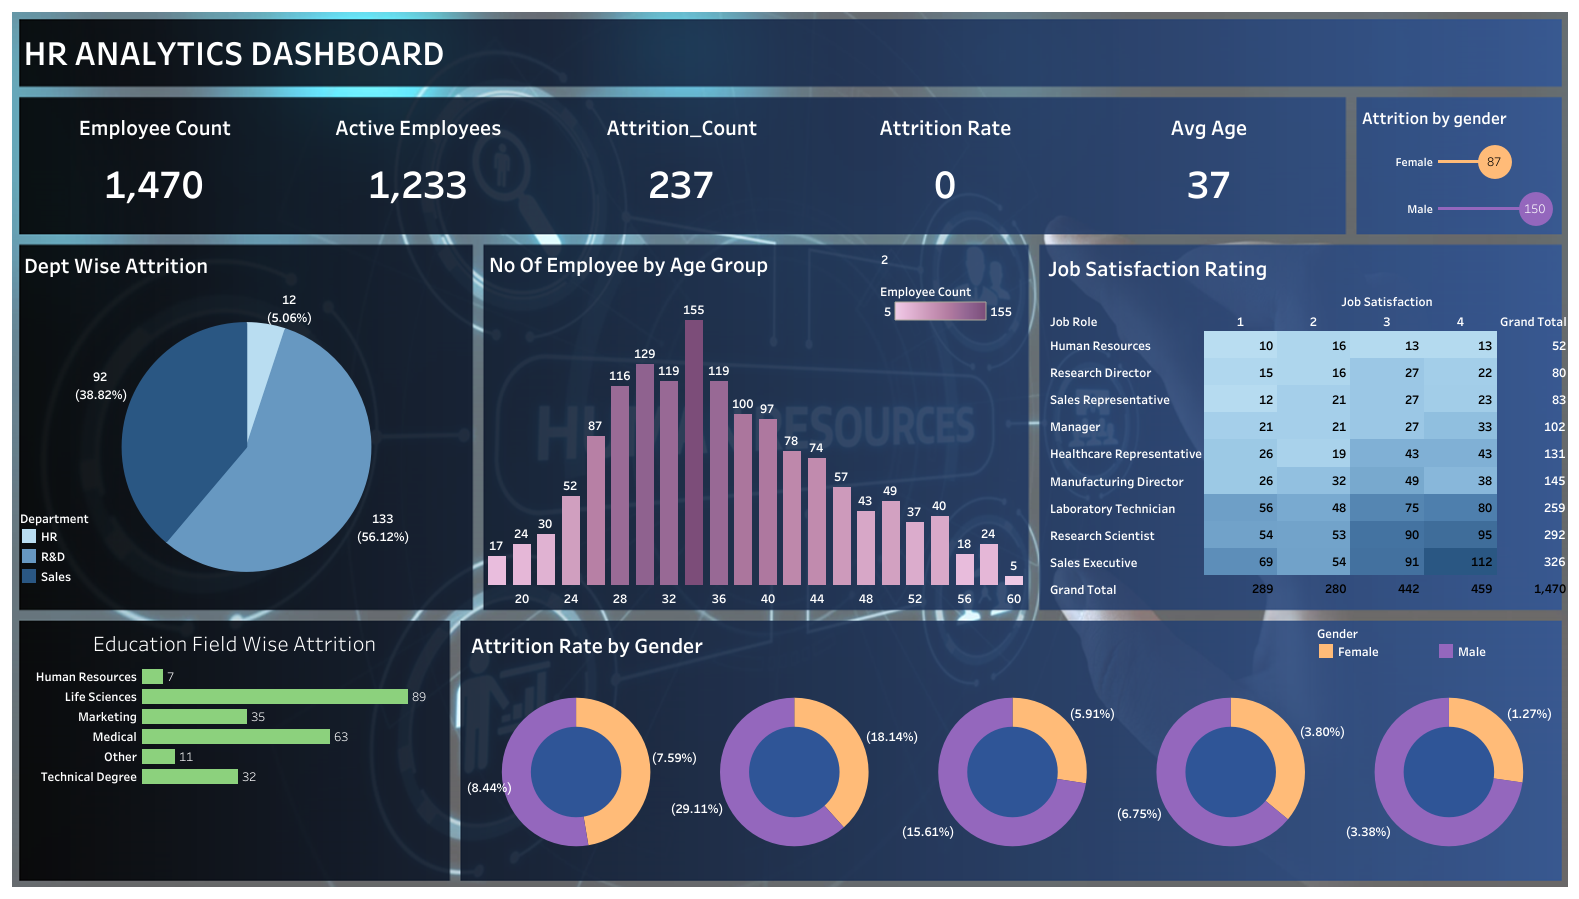 HR ANALYTICS DASHBOARD
Employee Count
Active Employees
Attrition_Count
Attrition Rate
Avg Age
1,470
1,233
237
0
37
Attrition by gender
Female 87
Male 150
Dept Wise Attrition
12
(5.06%)
92
(38.82%)
133
(56.12%)
Department
HR
R&D
Sales
No Of Employee by Age Group
2
Employee Count
5 155
17 24 30 52 87 116 129 119 155 119 100 97 78 74 57 43 49 37 40 18 24 5
20 24 28 32 36 40 44 48 52 56 60
HUMAN RESOURCES
Job Satisfaction Rating
Job Satisfaction
Job Role 1 2 3 4 Grand Total
Human Resources 10 16 13 13 52
Research Director 15 16 27 22 80
Sales Representative 12 21 27 23 83
Manager 21 21 27 33 102
Healthcare Representative 26 19 43 43 131
Manufacturing Director 26 32 49 38 145
Laboratory Technician 56 48 75 80 259
Research Scientist 54 53 90 95 292
Sales Executive 69 54 91 112 326
Grand Total 289 280 442 459 1,470
Education Field Wise Attrition
Human Resources 7
Life Sciences 89
Marketing 35
Medical 63
Other 11
Technical Degree 32
Attrition Rate by Gender
Gender
Female
Male
(7.59%)
(8.44%)
(18.14%)
(29.11%)
(5.91%)
(15.61%)
(3.80%)
(6.75%)
(1.27%)
(3.38%)